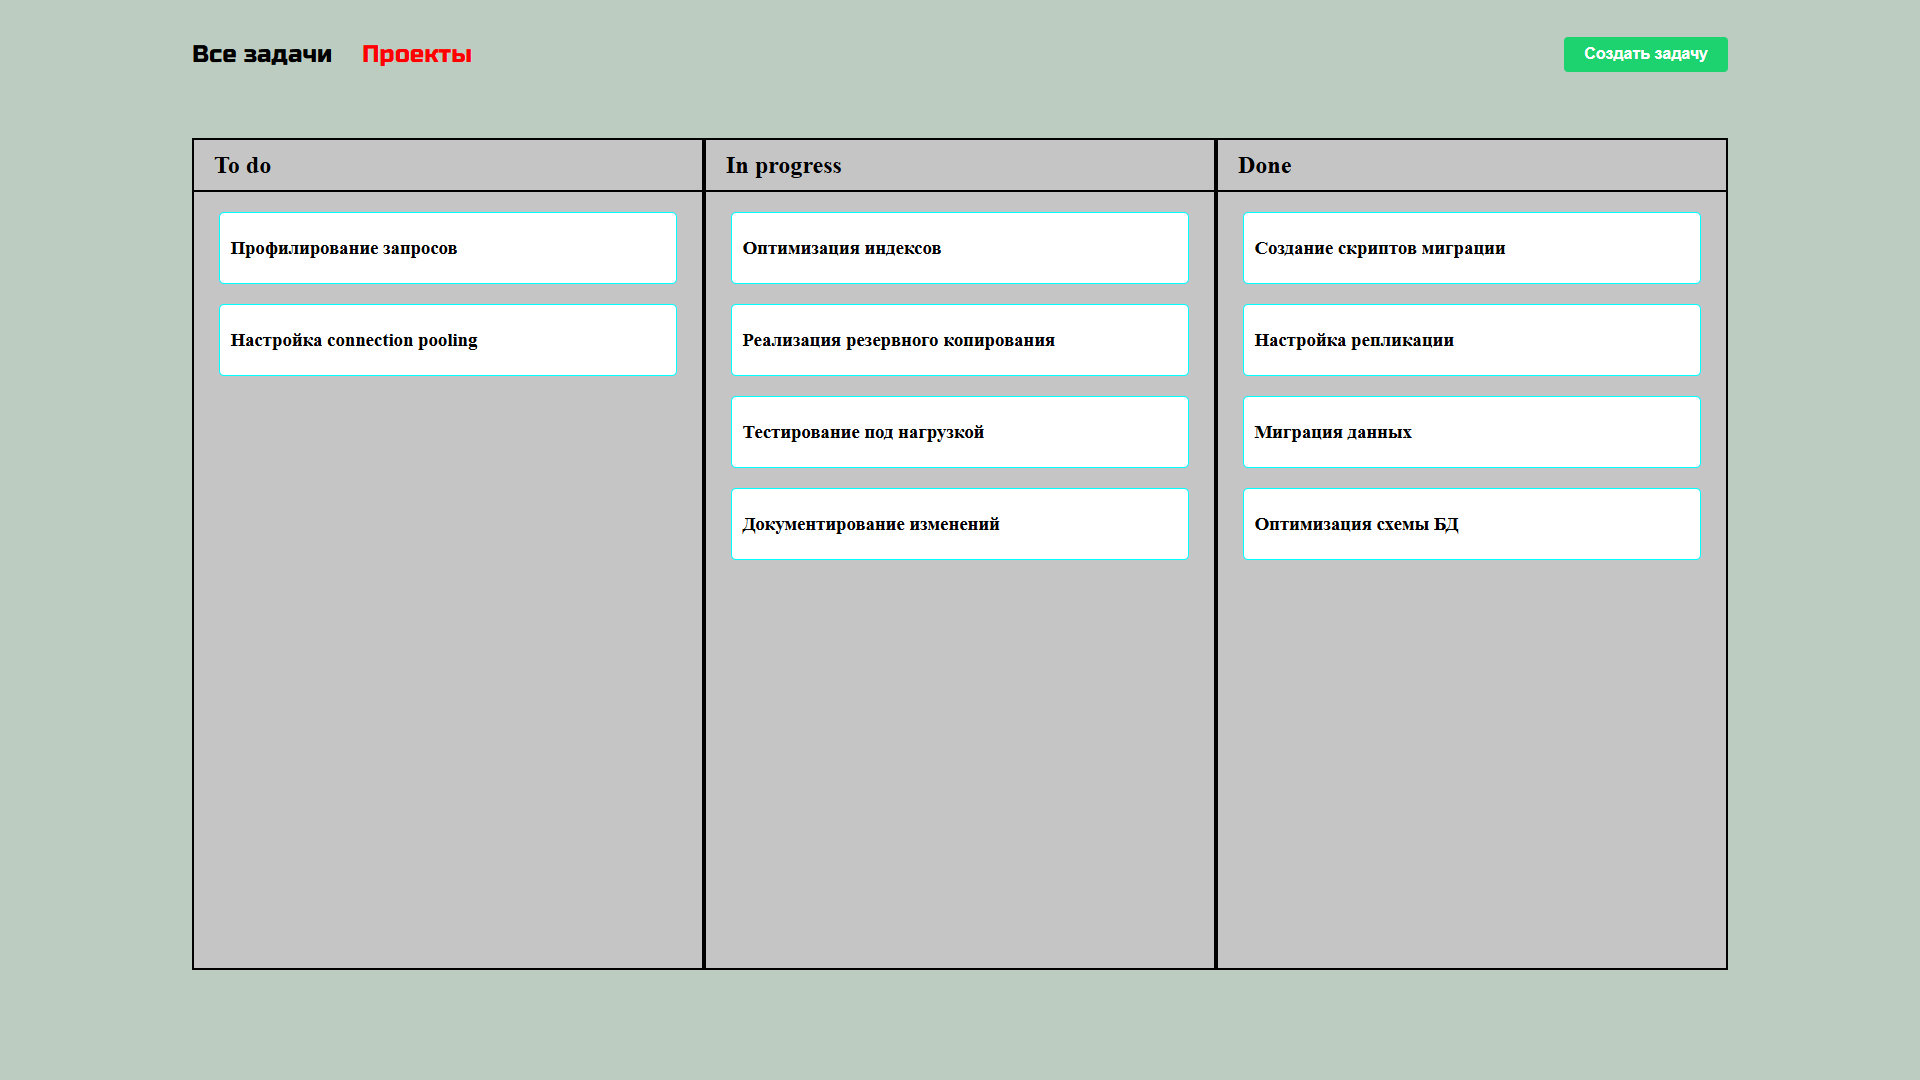 Все задачи Проекты Создать задачу
To do
Профилирование запросов
Настройка connection pooling
In progress
Оптимизация индексов
Реализация резервного копирования
Тестирование под нагрузкой
Документирование изменений
Done
Создание скриптов миграции
Настройка репликации
Миграция данных
Оптимизация схемы БД